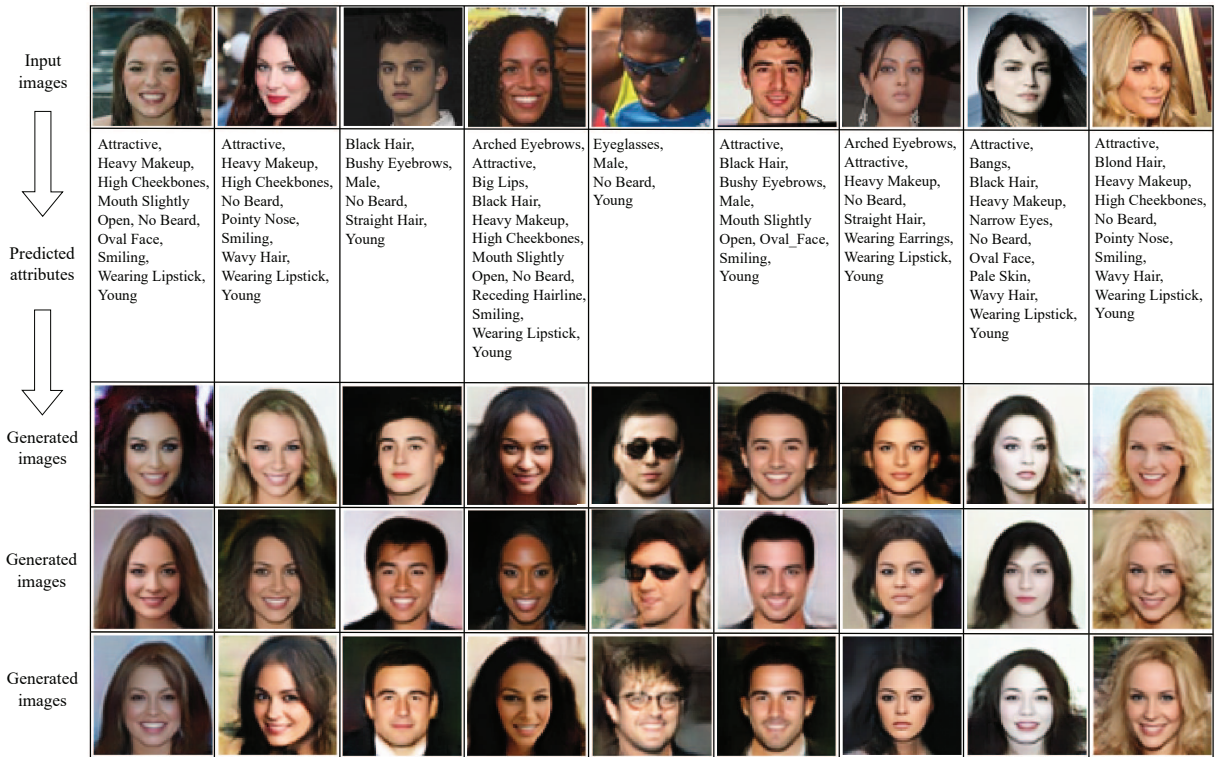 Input
images
Predicted
attributes
Generated
images
Generated
images
Generated
images
Attractive,
Heavy Makeup,
High Cheekbones,
Mouth Slightly
Open, No Beard,
Oval Face,
Smiling,
Wearing Lipstick,
Young
Attractive,
Heavy Makeup,
High Cheekbones,
No Beard,
Pointy Nose,
Smiling,
Wavy Hair,
Wearing Lipstick,
Young
Black Hair,
Bushy Eyebrows,
Male,
No Beard,
Straight Hair,
Young
Arched Eyebrows,
Attractive,
Big Lips,
Black Hair,
Heavy Makeup,
High Cheekbones,
Mouth Slightly
Open, No Beard,
Receding Hairline,
Smiling,
Wearing Lipstick,
Young
Eyeglasses,
Male,
No Beard,
Young
Attractive,
Black Hair,
Bushy Eyebrows,
Male,
Mouth Slightly
Open, Oval_Face,
Smiling,
Young
Arched Eyebrows,
Attractive,
Heavy Makeup,
No Beard,
Straight Hair,
Wearing Earrings,
Wearing Lipstick,
Young
Attractive,
Bangs,
Black Hair,
Heavy Makeup,
Narrow Eyes,
No Beard,
Oval Face,
Pale Skin,
Wavy Hair,
Wearing Lipstick,
Young
Attractive,
Blond Hair,
Heavy Makeup,
High Cheekbones,
No Beard,
Pointy Nose,
Smiling,
Wavy Hair,
Wearing Lipstick,
Young